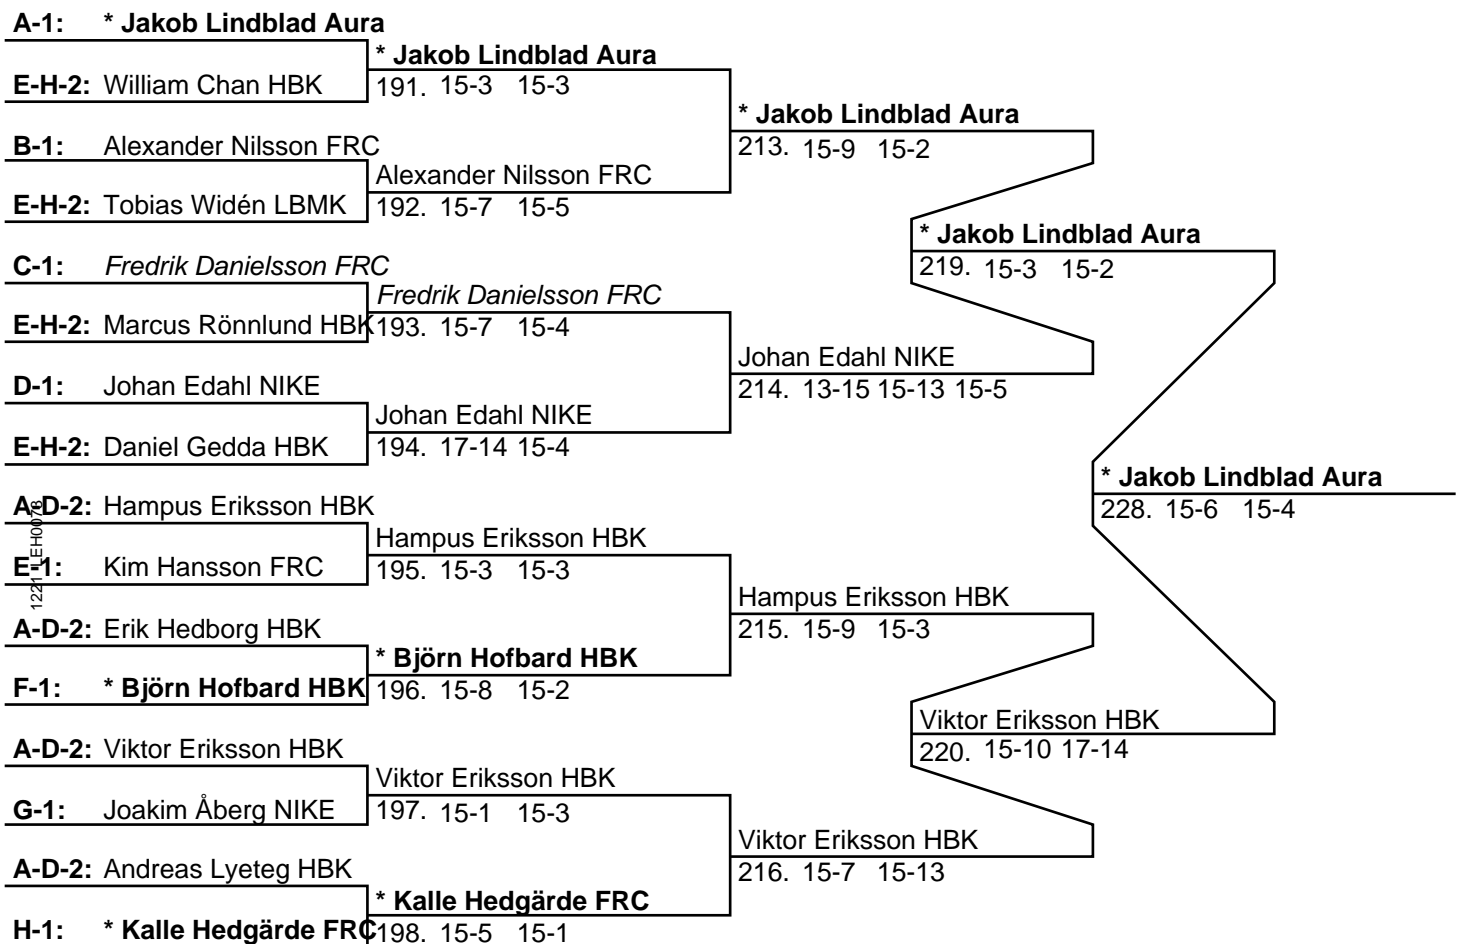 A-1: * Jakob Lindblad Aura
* Jakob Lindblad Aura
E-H-2: William Chan HBK
191. 15-3 15-3
* Jakob Lindblad Aura
B-1: Alexander Nilsson FRC
213. 15-9 15-2
Alexander Nilsson FRC
E-H-2: Tobias Widén LBMK
192. 15-7 15-5
* Jakob Lindblad Aura
C-1: Fredrik Danielsson FRC
219. 15-3 15-2
Fredrik Danielsson FRC
E-H-2: Marcus Rönnlund HBK
193. 15-7 15-4
Johan Edahl NIKE
D-1: Johan Edahl NIKE
214. 13-15 15-13 15-5
Johan Edahl NIKE
E-H-2: Daniel Gedda HBK
194. 17-14 15-4
* Jakob Lindblad Aura
A-D-2: Hampus Eriksson HBK
228. 15-6 15-4
Hampus Eriksson HBK
E-1: Kim Hansson FRC
195. 15-3 15-3
Hampus Eriksson HBK
A-D-2: Erik Hedborg HBK
215. 15-9 15-3
* Björn Hofbard HBK
F-1: * Björn Hofbard HBK
196. 15-8 15-2
Viktor Eriksson HBK
A-D-2: Viktor Eriksson HBK
220. 15-10 17-14
Viktor Eriksson HBK
G-1: Joakim Åberg NIKE
197. 15-1 15-3
Viktor Eriksson HBK
A-D-2: Andreas Lyeteg HBK
216. 15-7 15-13
* Kalle Hedgärde FRC
H-1: * Kalle Hedgärde FRC
198. 15-5 15-1